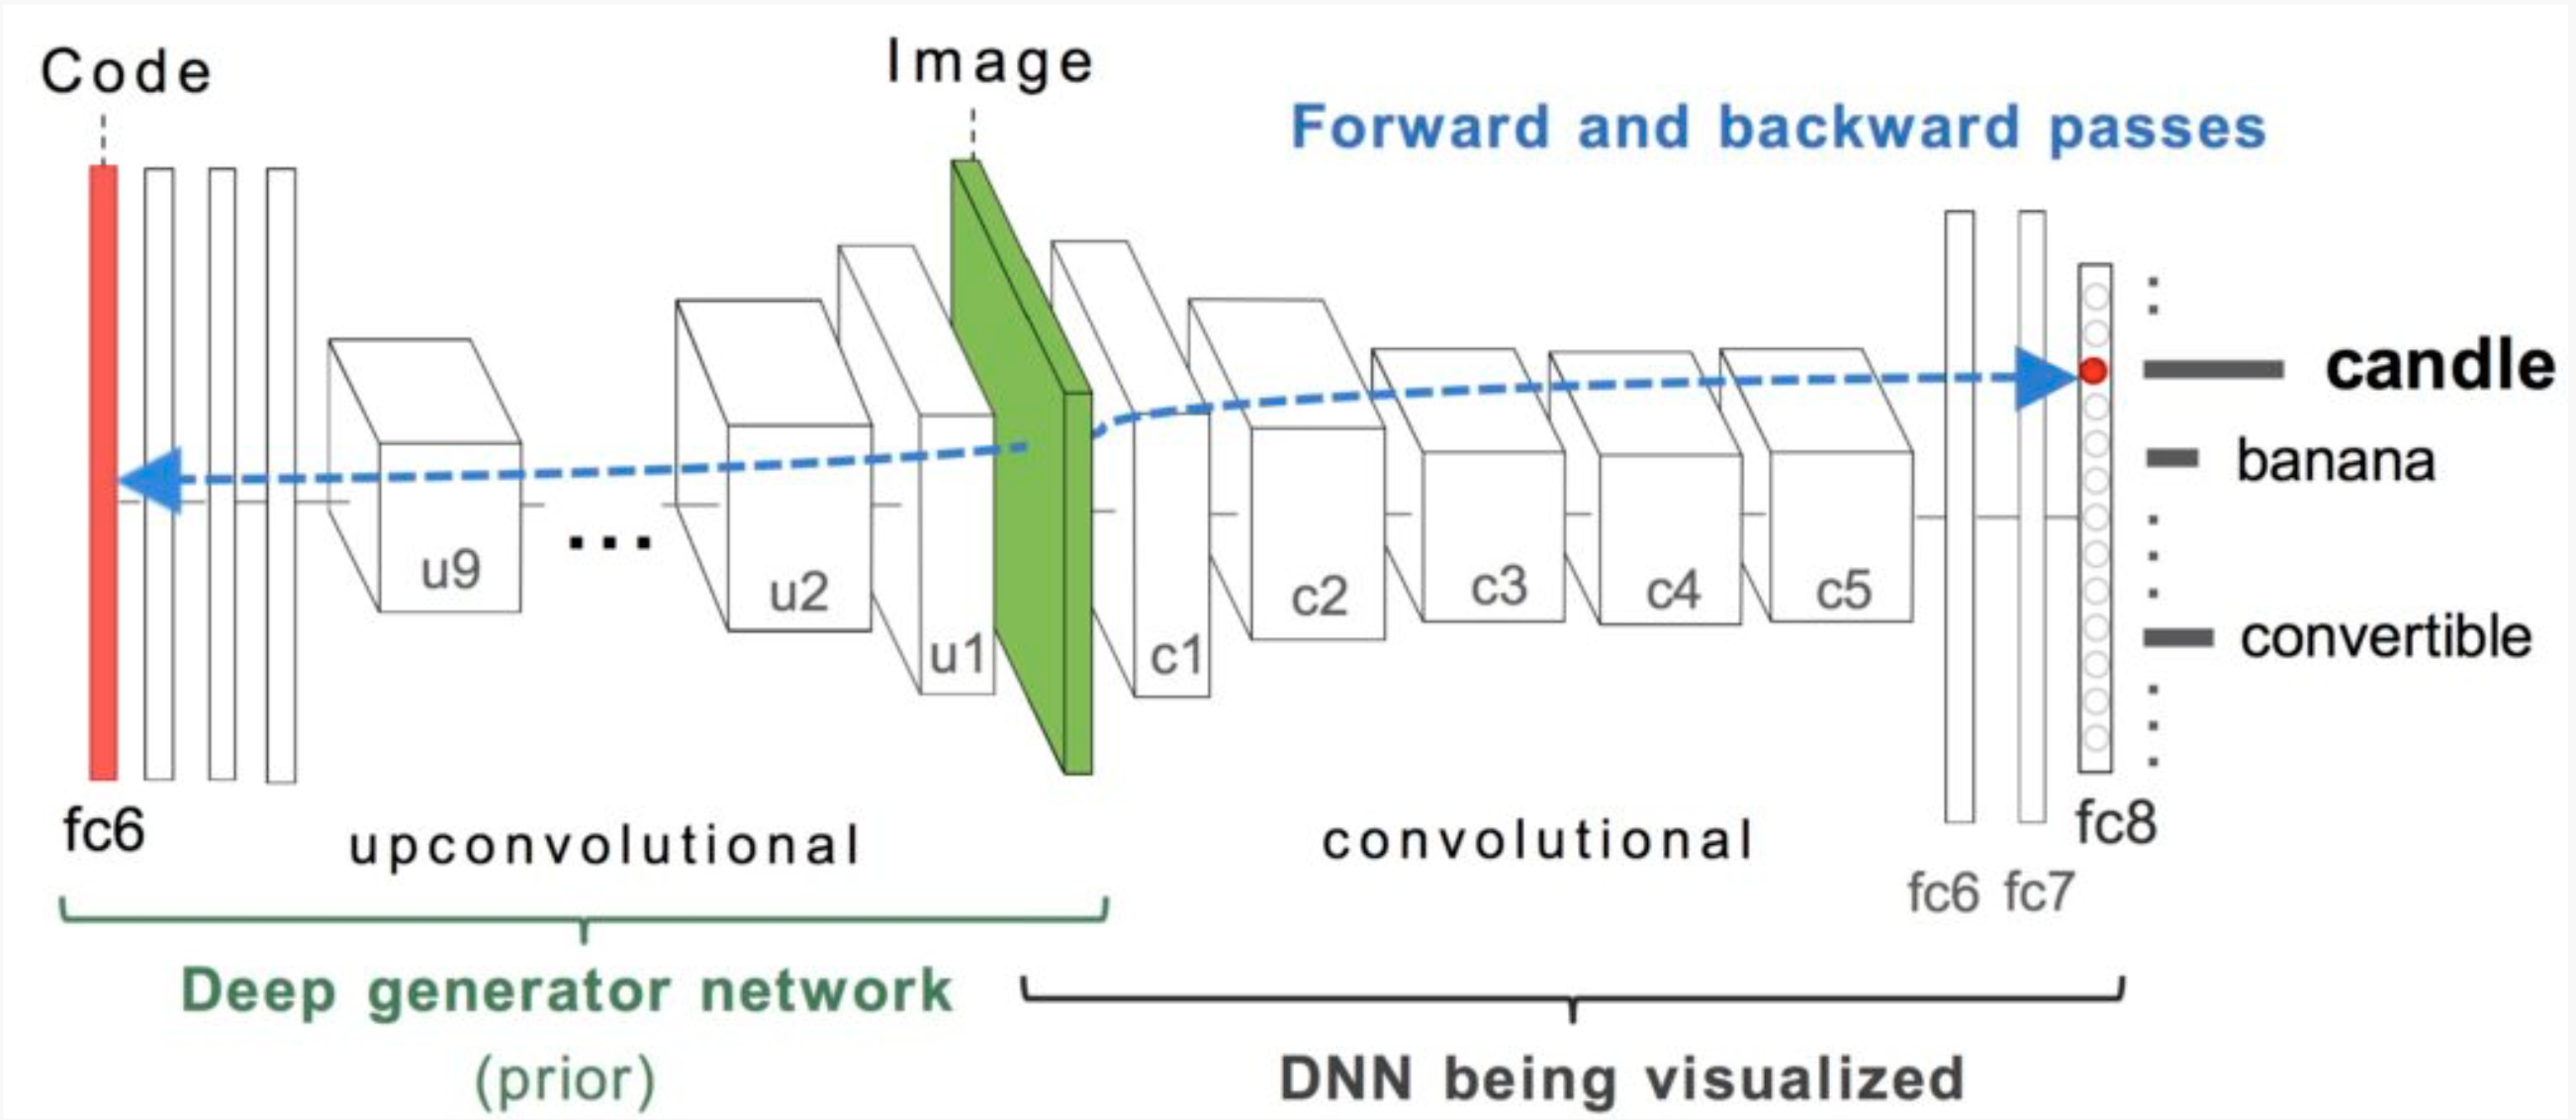 Code
Image
Forward and backward passes
candle
banana
convertible
u9
...
u2
u1
c1
c2
c3
c4
c5
fc6
upconvolutional
convolutional
fc6
fc7
fc8
Deep generator network
(prior)
DNN being visualized